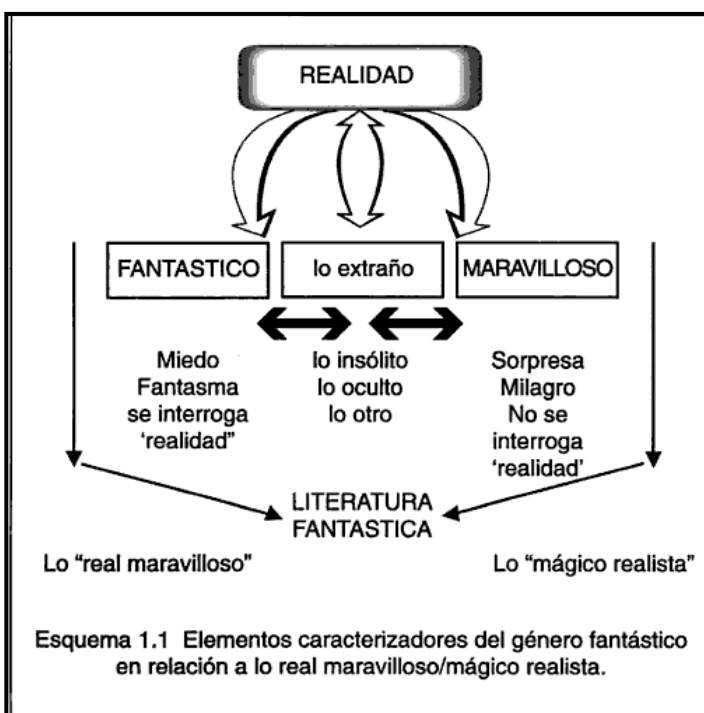 REALIDAD
FANTASTICO
lo extraño
MARAVILLOSO
Miedo
Fantasma
se interroga
‘realidad”
lo insólito
lo oculto
lo otro
Sorpresa
Milagro
No se
interroga
‘realidad’
LITERATURA
FANTASTICA
Lo “real maravilloso”
Lo “mágico realista”
Esquema 1.1 Elementos caracterizadores del género fantástico
en relación a lo real maravilloso/mágico realista.